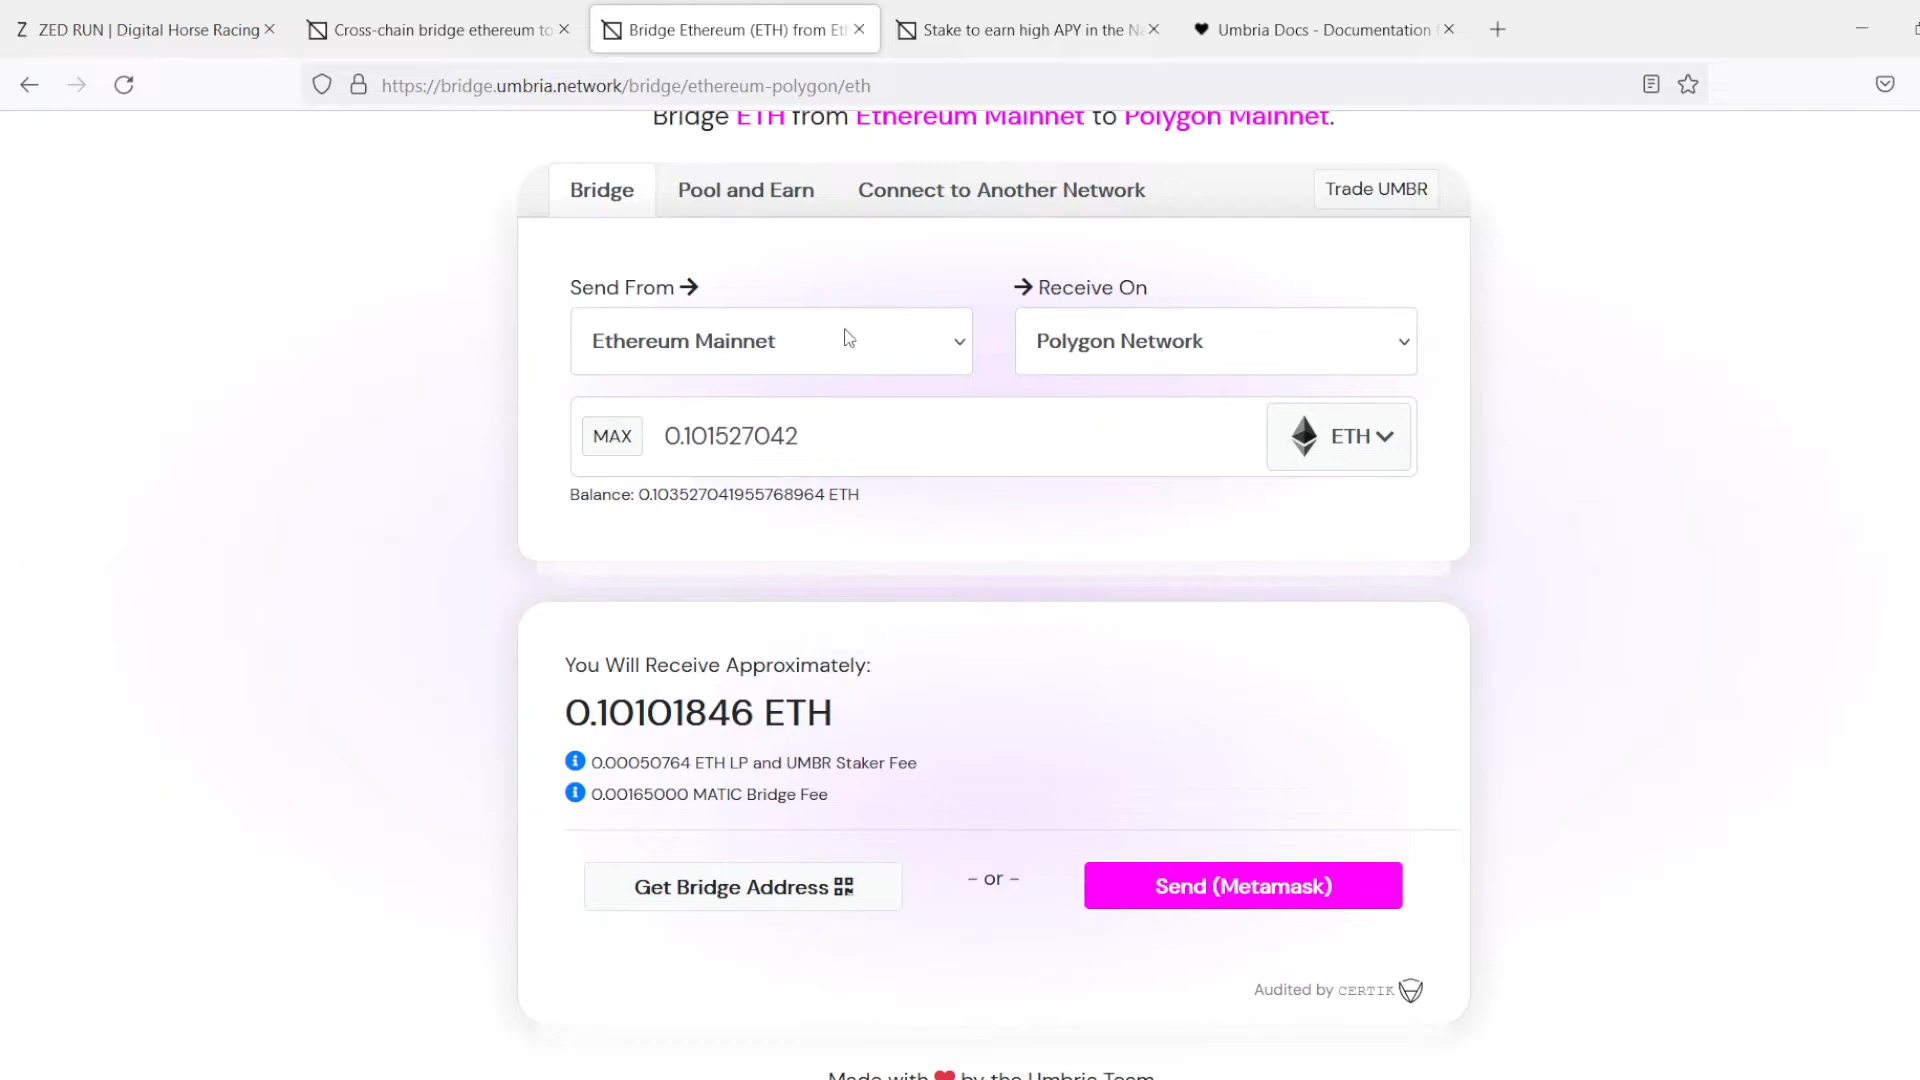 ZED RUN | Digital Horse Racing
Cross-chain bridge ethereum to
Bridge Ethereum (ETH) from Eth
Stake to earn high APY in the Na
Umbria Docs - Documentation f
https://bridge.umbria.network/bridge/ethereum-polygon/eth
Bridge ETH from Ethereum Mainnet to Polygon Mainnet.
Bridge
Pool and Earn
Connect to Another Network
Trade UMBR
Send From
Receive On
Ethereum Mainnet
Polygon Network
MAX
0.101527042
ETH
Balance: 0.103527041955768964 ETH
You Will Receive Approximately:
0.10101846 ETH
0.00050764 ETH LP and UMBR Staker Fee
0.00165000 MATIC Bridge Fee
Get Bridge Address
- or -
Send (Metamask)
Audited by CERTIK
Made with by the Umbria Team